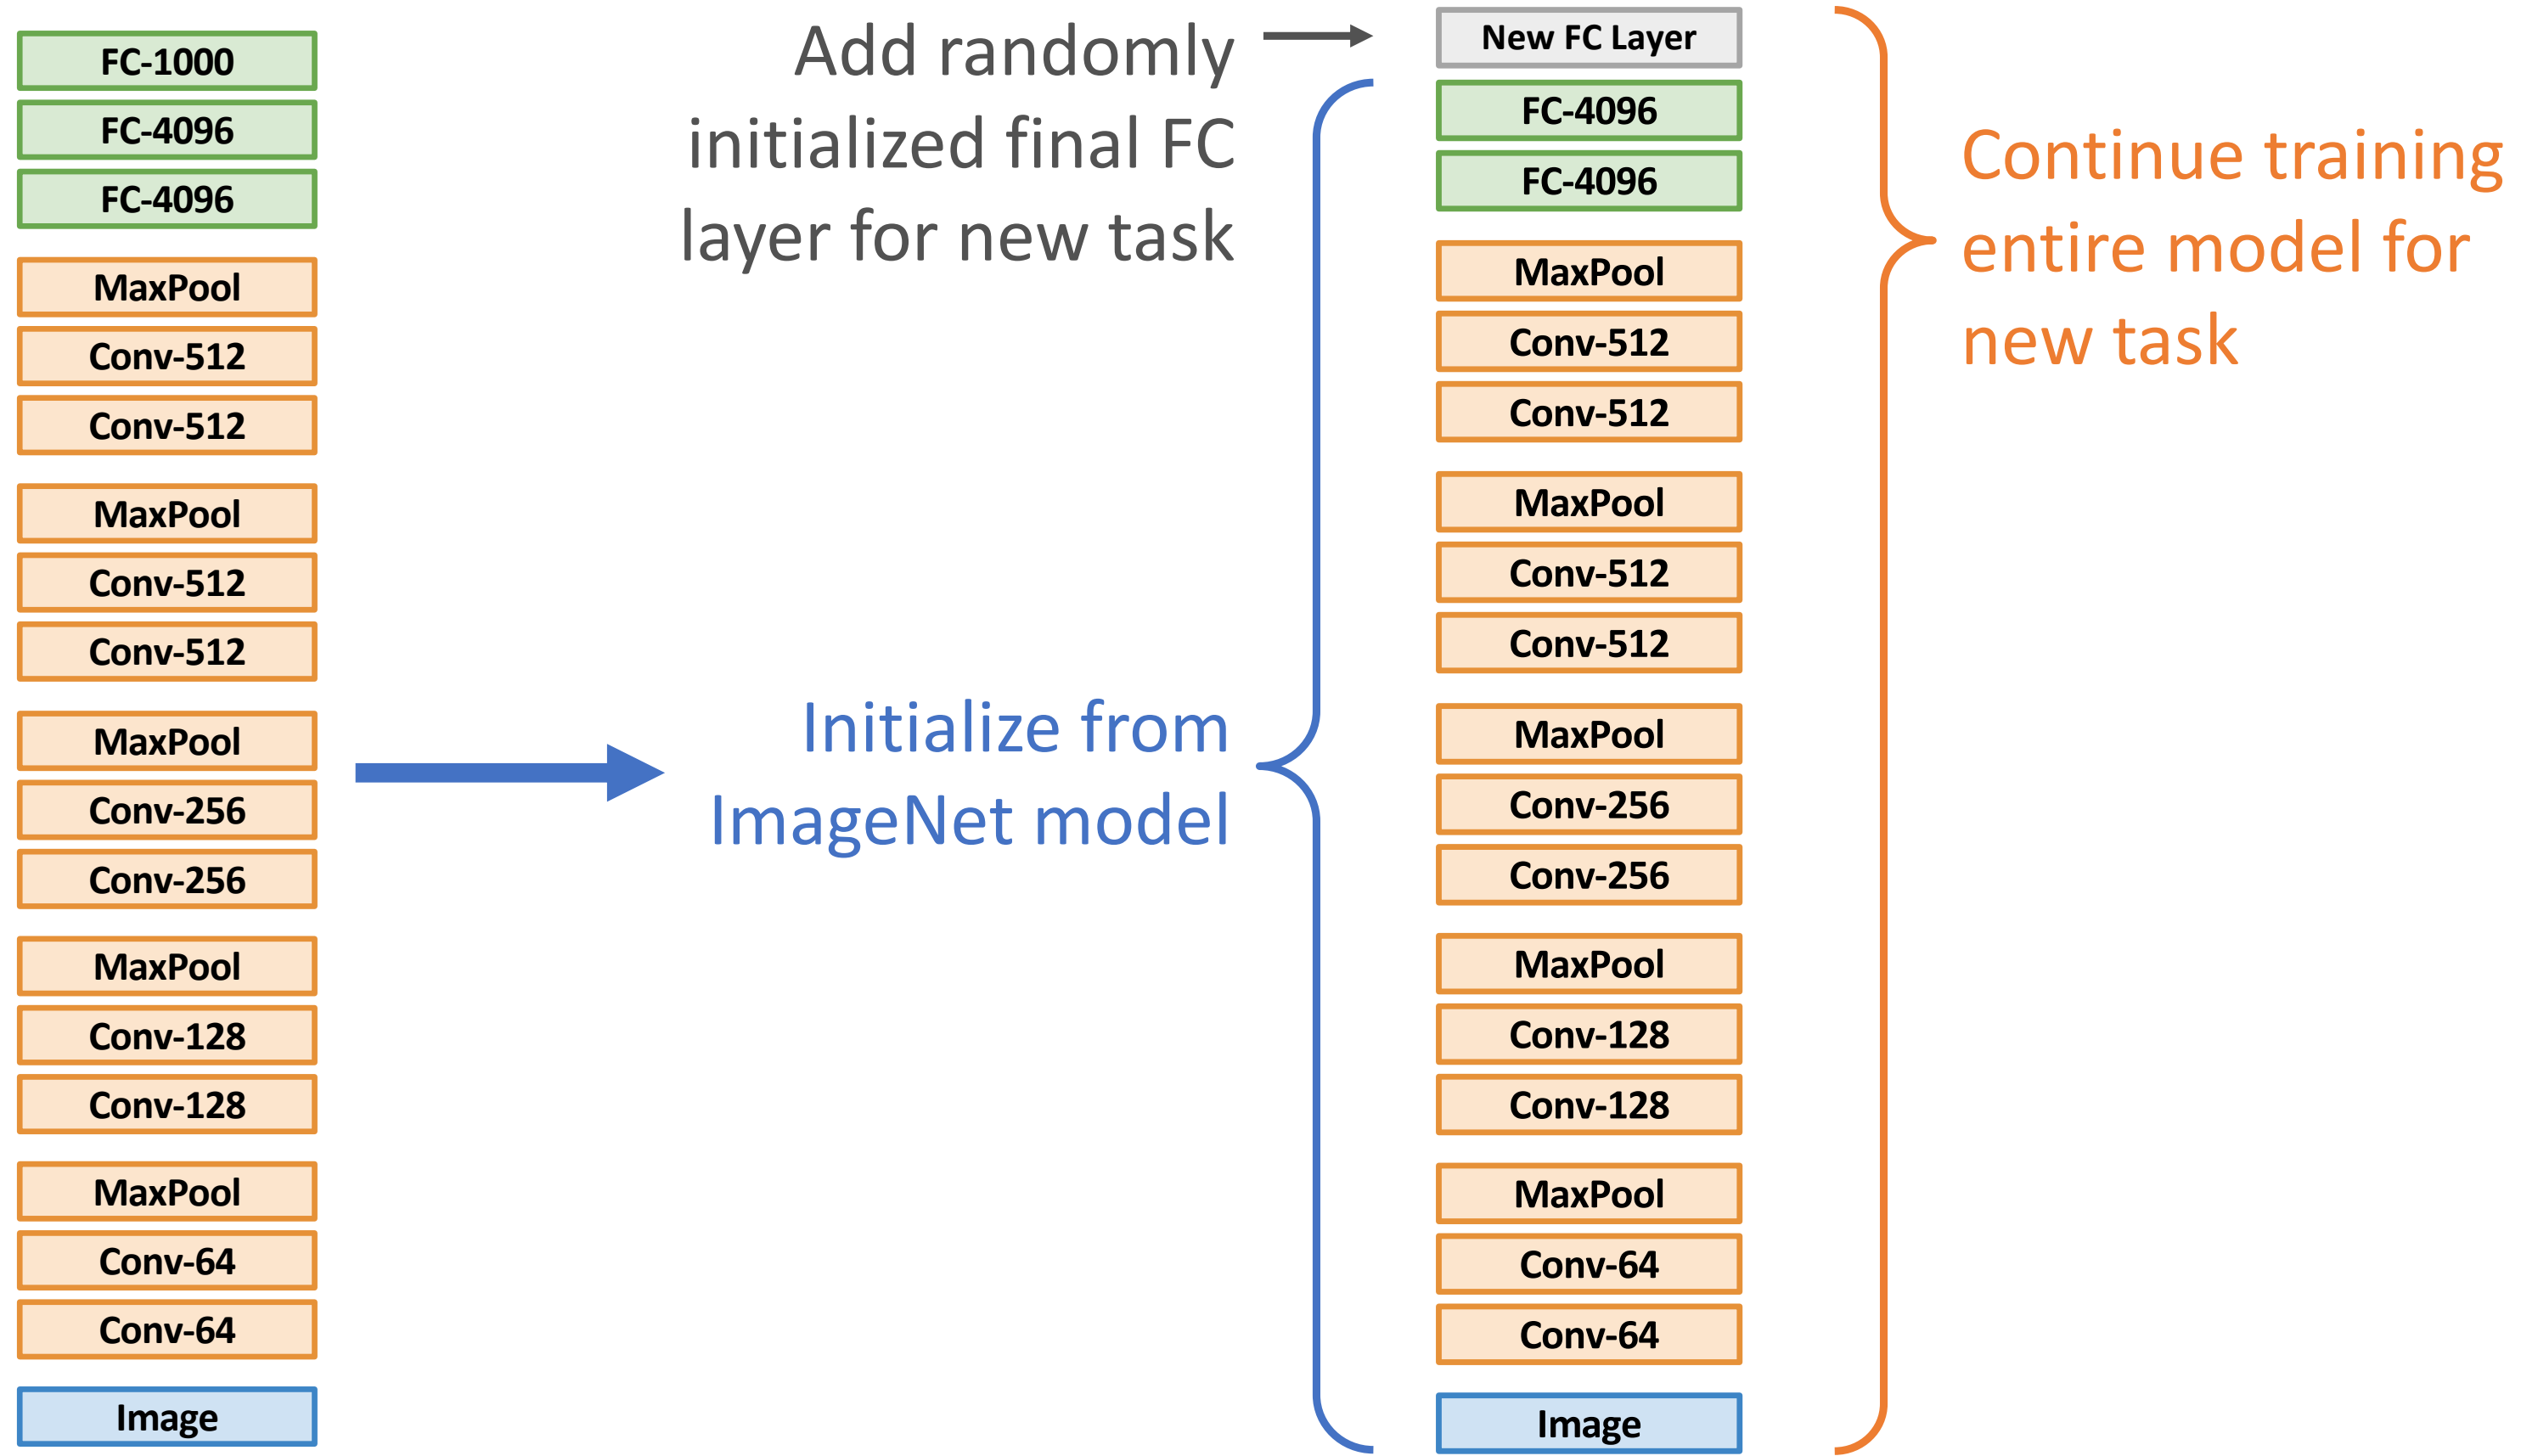 FC-1000
FC-4096
FC-4096
MaxPool
Conv-512
Conv-512
MaxPool
Conv-512
Conv-512
MaxPool
Conv-256
Conv-256
MaxPool
Conv-128
Conv-128
MaxPool
Conv-64
Conv-64
Image
Add randomly
initialized final FC
layer for new task
Initialize from
ImageNet model
New FC Layer
FC-4096
FC-4096
MaxPool
Conv-512
Conv-512
MaxPool
Conv-512
Conv-512
MaxPool
Conv-256
Conv-256
MaxPool
Conv-128
Conv-128
MaxPool
Conv-64
Conv-64
Image
Continue training
entire model for
new task